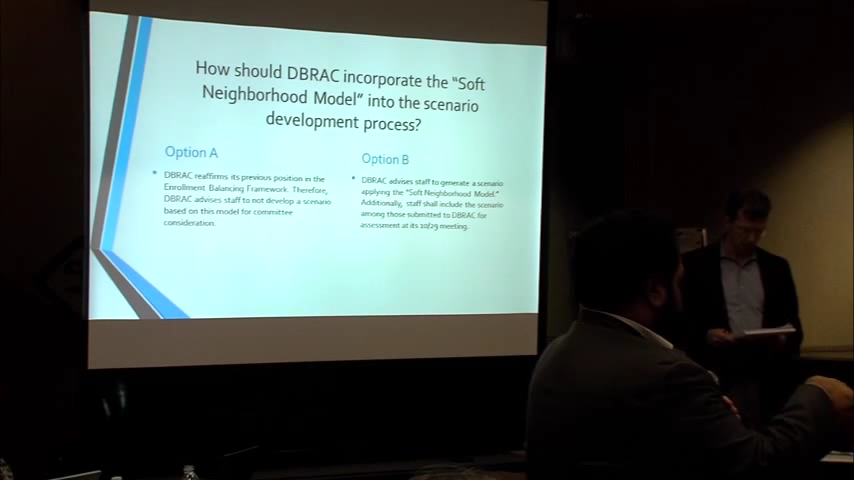 How should DBRAC incorporate the "Soft
Neighborhood Model" into the scenario
development process?
Option A
• DBRAC reaffirms its previous position in the
Enrollment Balancing Framework. Therefore,
DBRAC advises staff to not develop a scenario
based on this model for committee
consideration.
Option B
• DBRAC advises staff to generate a scenario
applying the "Soft Neighborhood Model."
Additionally, staff shall include the scenario
among those submitted to DBRAC for
assessment at its 10/29 meeting.